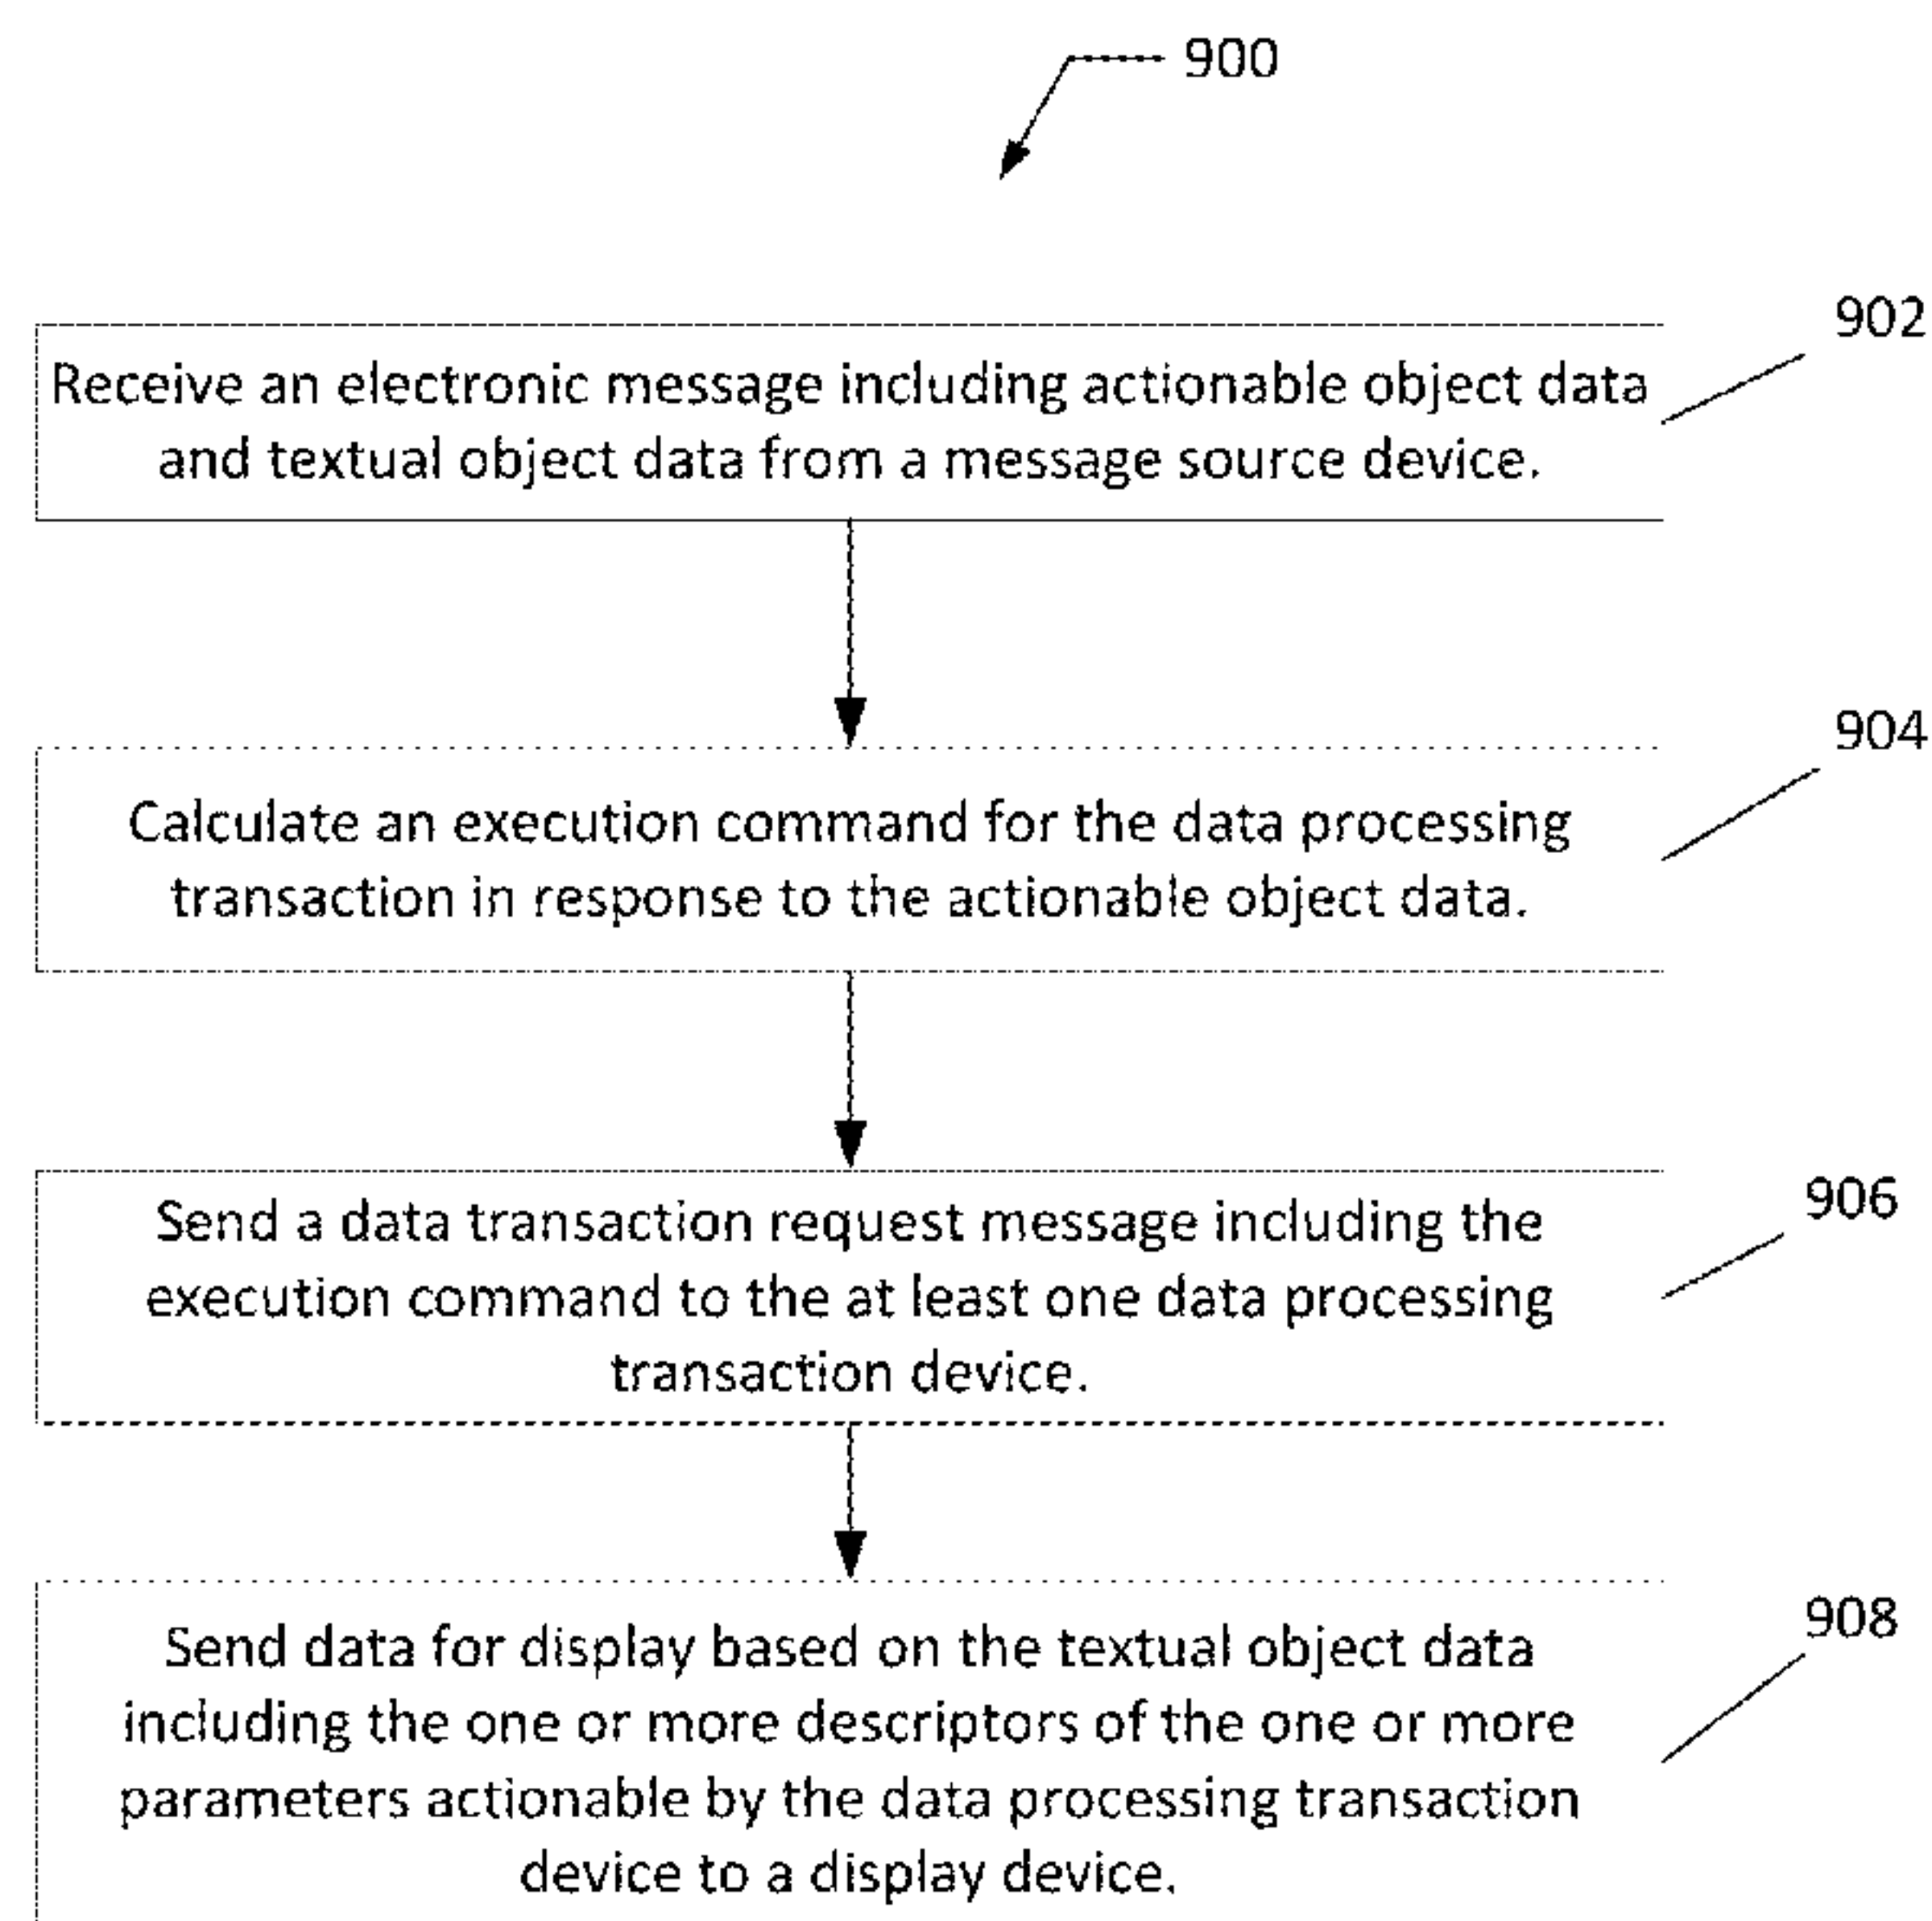 900
902
Receive an electronic message including actionable object data
and textual object data from a message source device.
904
Calculate an execution command for the data processing
transaction in response to the actionable object data.
906
Send a data transaction request message including the
execution command to the at least one data processing
transaction device.
908
Send data for display based on the textual object data
including the one or more descriptors of the one or more
parameters actionable by the data processing transaction
device to a display device.